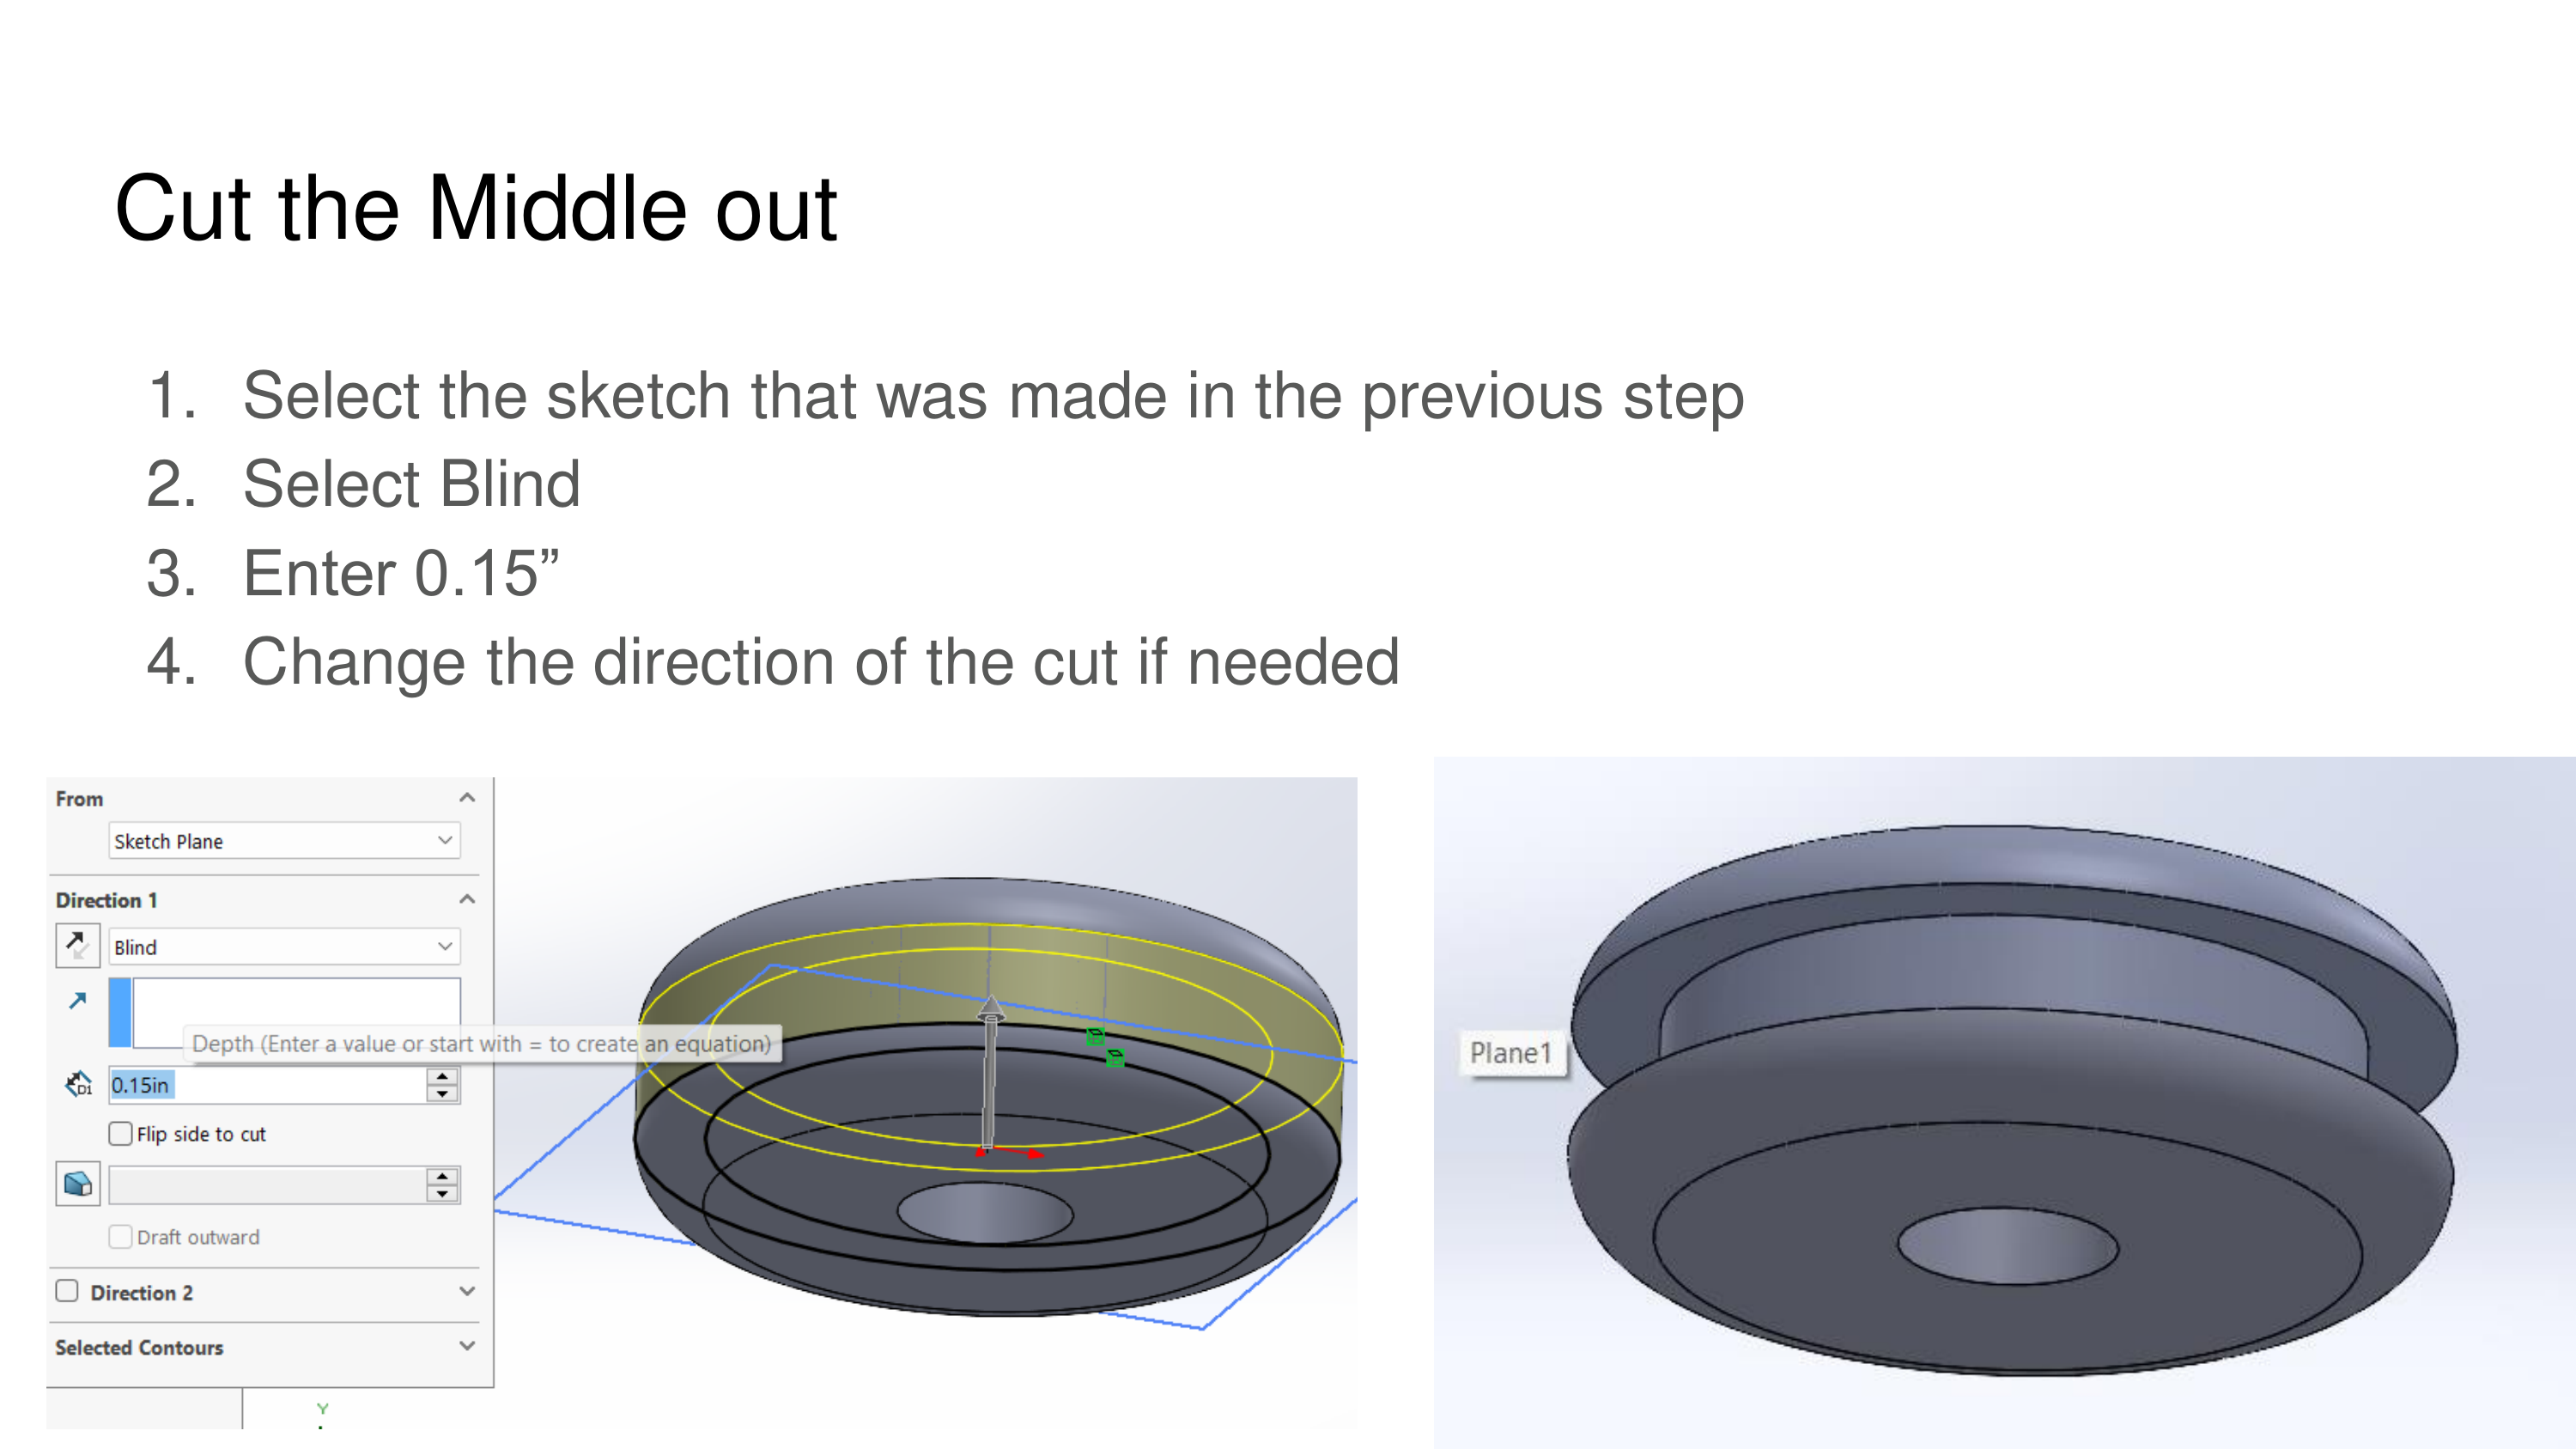 Cut the Middle out
1. Select the sketch that was made in the previous step
2. Select Blind
3. Enter 0.15”
4. Change the direction of the cut if needed
From
Sketch Plane
Direction 1
Blind
Depth (Enter a value or start with = to create an equation)
D1
0.15in
Flip side to cut
Draft outward
Direction 2
Selected Contours
Y
Plane1